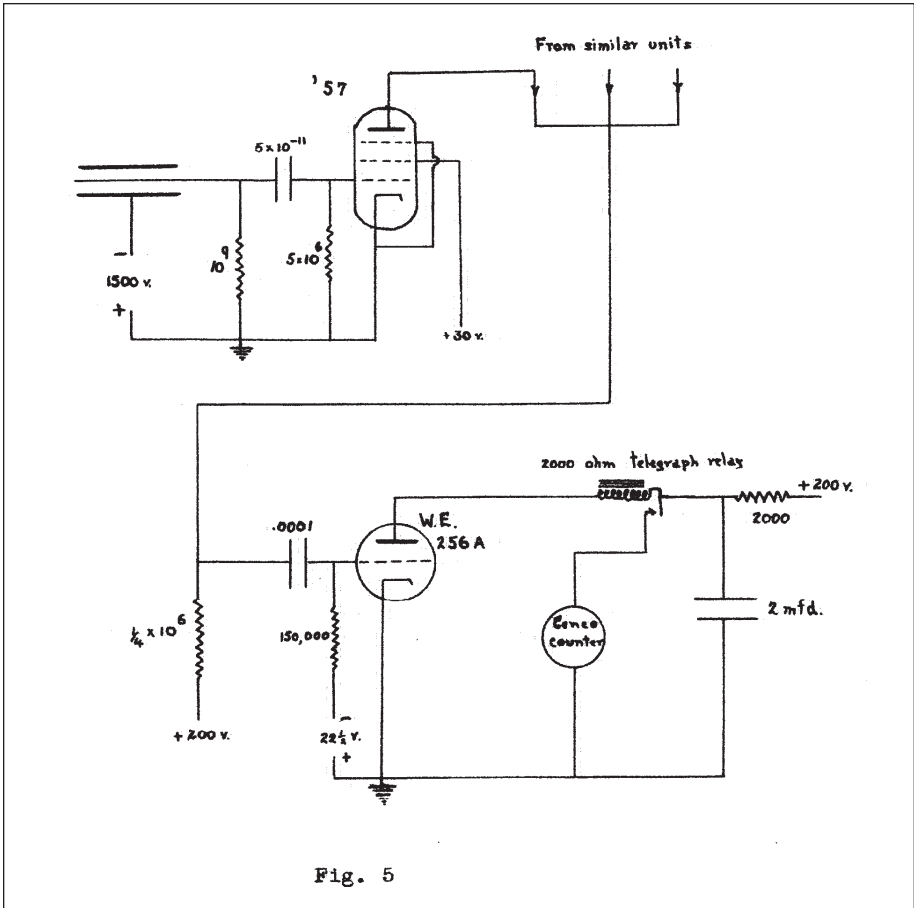 From similar units
'57
5×10⁻¹¹
10⁹
5×10⁶
−
1500 v.
+
+30 v.
2000 ohm telegraph relay
+200 v.
2000
W.E.
256 A
.0001
¼ × 10⁶
150,000
Cenco
counter
2 mfd.
+200 v.
−
22½ v.
+
Fig. 5